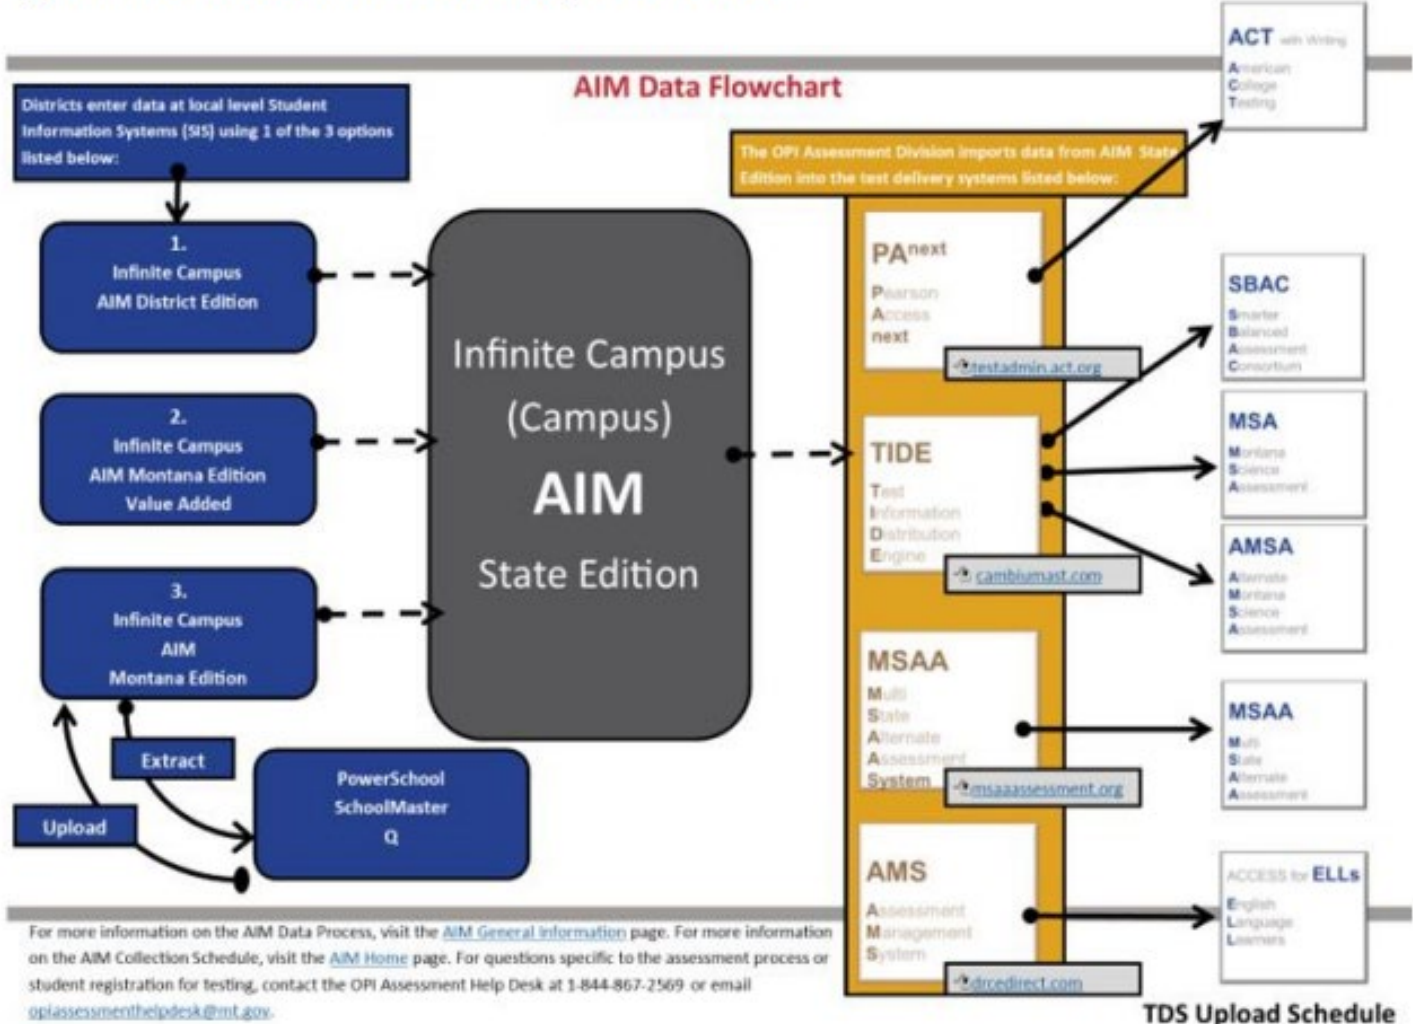 AIM Data Flowchart
Districts enter data at local level Student
Information Systems (SIS) using 1 of the 3 options
listed below:
1.
Infinite Campus
AIM District Edition
2.
Infinite Campus
AIM Montana Edition
Value Added
3.
Infinite Campus
AIM
Montana Edition
Extract
Upload
PowerSchool
SchoolMaster
Q
Infinite Campus
(Campus)
AIM
State Edition
The OPI Assessment Division imports data from AIM State
Edition into the test delivery systems listed below:
PAnext
Pearson
Access
next
testadmin.act.org
TIDE
Test
Information
Distribution
Engine
cambiumast.com
MSAA
Multi
State
Alternate
Assessment
System
msaaassessment.org
AMS
Assessment
Management
System
drcedirect.com
ACT with Writing
American
College
Testing
SBAC
Smarter
Balanced
Assessment
Consortium
MSA
Montana
Science
Assessment
AMSA
Alternate
Montana
Science
Assessment
MSAA
Multi
State
Alternate
Assessment
ACCESS for ELLs
English
Language
Learners
For more information on the AIM Data Process, visit the AIM General Information page. For more information
on the AIM Collection Schedule, visit the AIM Home page. For questions specific to the assessment process or
student registration for testing, contact the OPI Assessment Help Desk at 1-844-867-2569 or email
opiassessmenthelpdesk@mt.gov.
TDS Upload Schedule